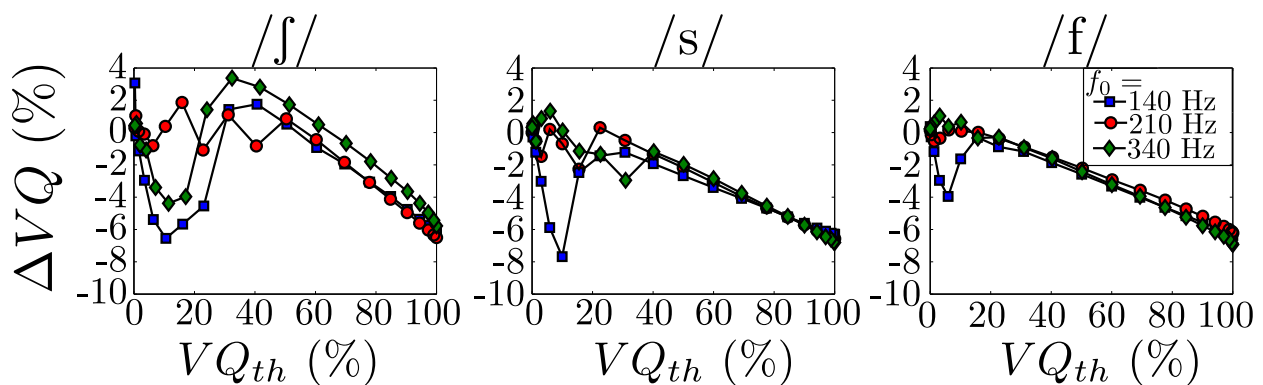 /ʃ/ /s/ /f/
ΔVQ (%)
4 2 0 -2 -4 -6 -8 -10
4 2 0 -2 -4 -6 -8 -10
4 2 0 -2 -4 -6 -8 -10
f₀ =
140 Hz
210 Hz
340 Hz
0 20 40 60 80 100 0 20 40 60 80 100 0 20 40 60 80 100
VQ_th (%) VQ_th (%) VQ_th (%)